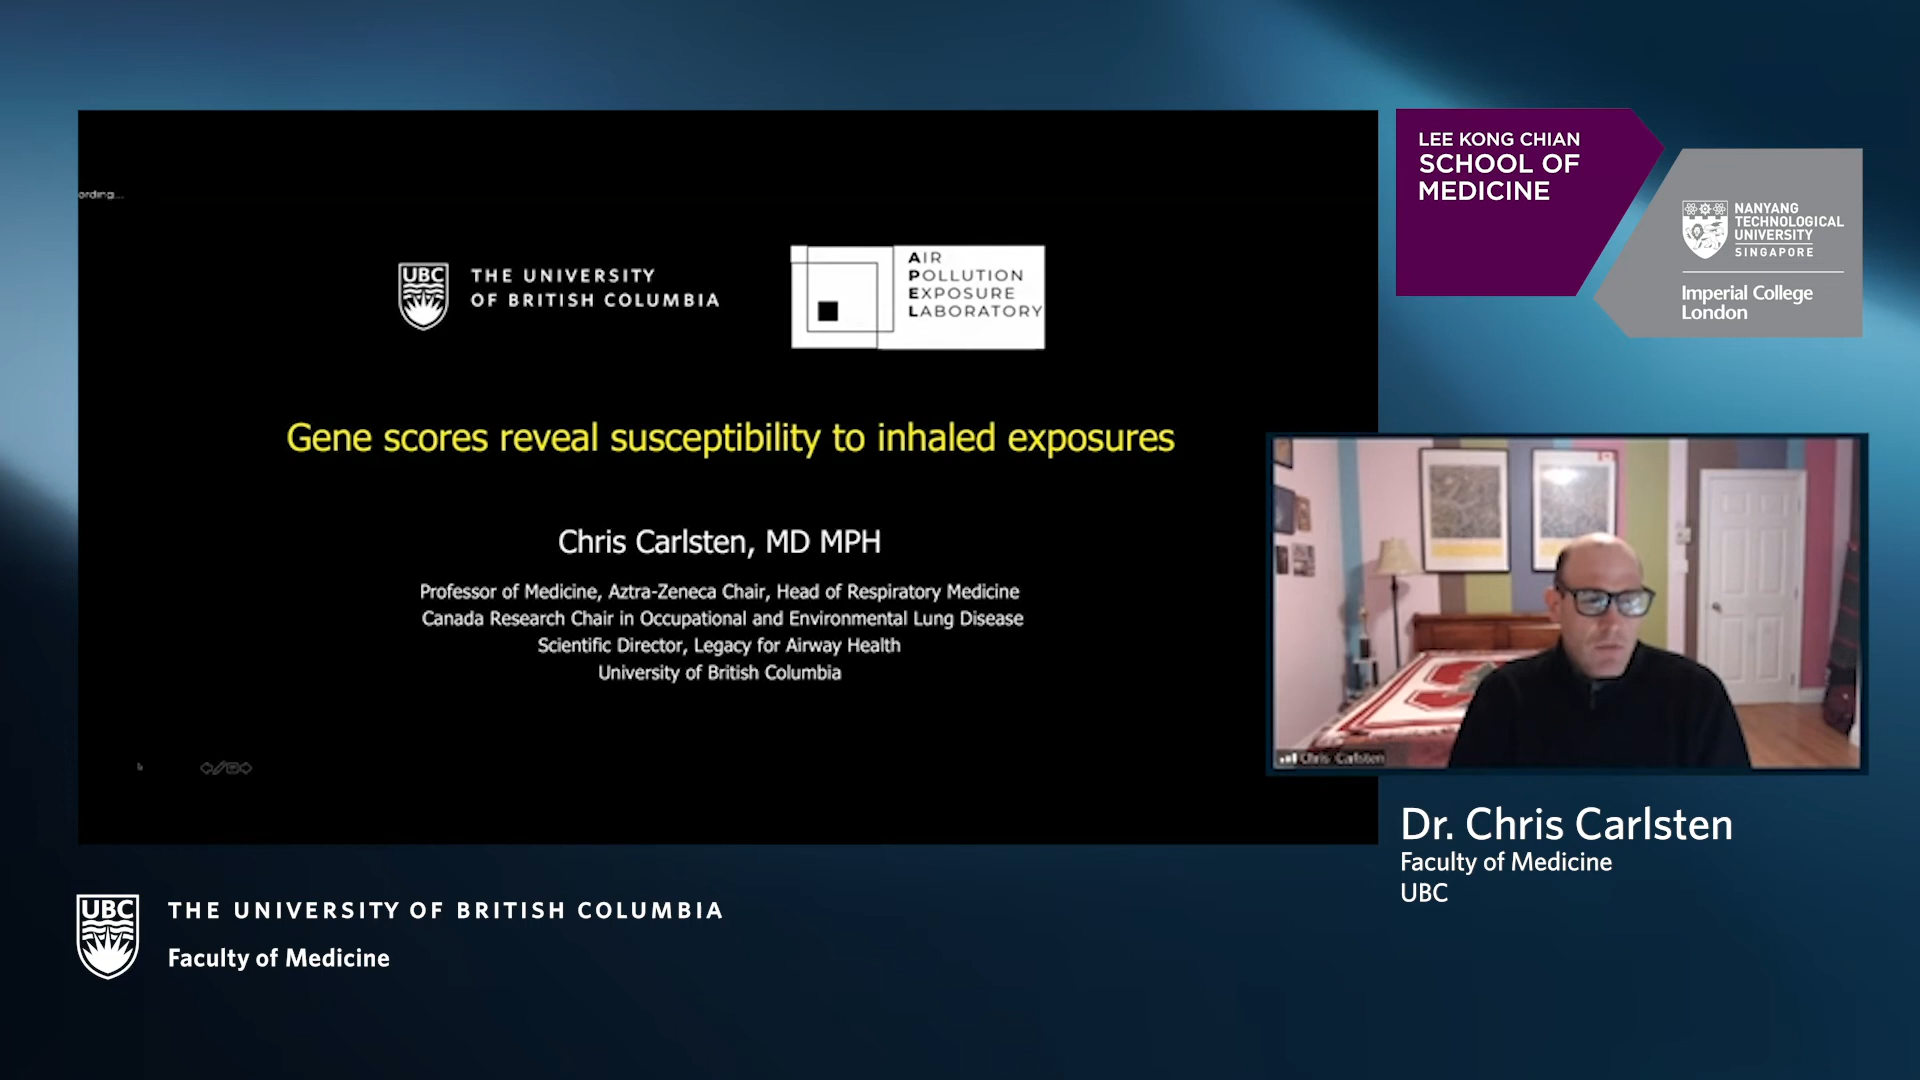 ording...
UBC
THE UNIVERSITY
OF BRITISH COLUMBIA
AIR
POLLUTION
EXPOSURE
LABORATORY
Gene scores reveal susceptibility to inhaled exposures
Chris Carlsten, MD MPH
Professor of Medicine, Aztra-Zeneca Chair, Head of Respiratory Medicine
Canada Research Chair in Occupational and Environmental Lung Disease
Scientific Director, Legacy for Airway Health
University of British Columbia
LEE KONG CHIAN
SCHOOL OF
MEDICINE
NANYANG
TECHNOLOGICAL
UNIVERSITY
SINGAPORE
Imperial College
London
Chris Carlsten
Dr. Chris Carlsten
Faculty of Medicine
UBC
UBC
THE UNIVERSITY OF BRITISH COLUMBIA
Faculty of Medicine